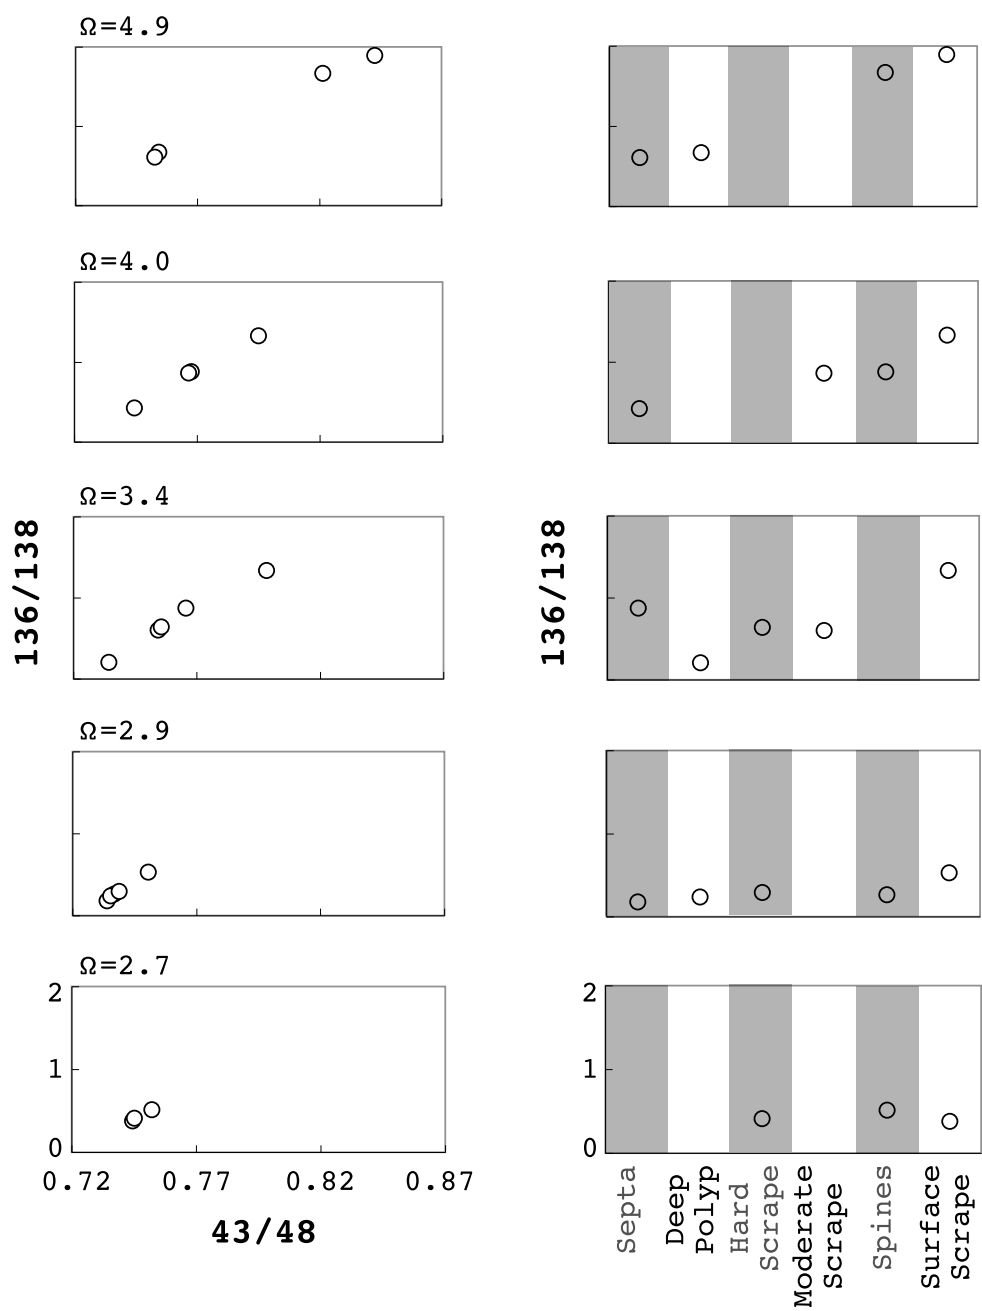 Ω=4.9
Ω=4.0
Ω=3.4
136/138
136/138
Ω=2.9
Ω=2.7
2
1
0
2
1
0
0.72 0.77 0.82 0.87
43/48
Septa
Deep
Polyp
Hard
Scrape
Moderate
Scrape
Spines
Surface
Scrape